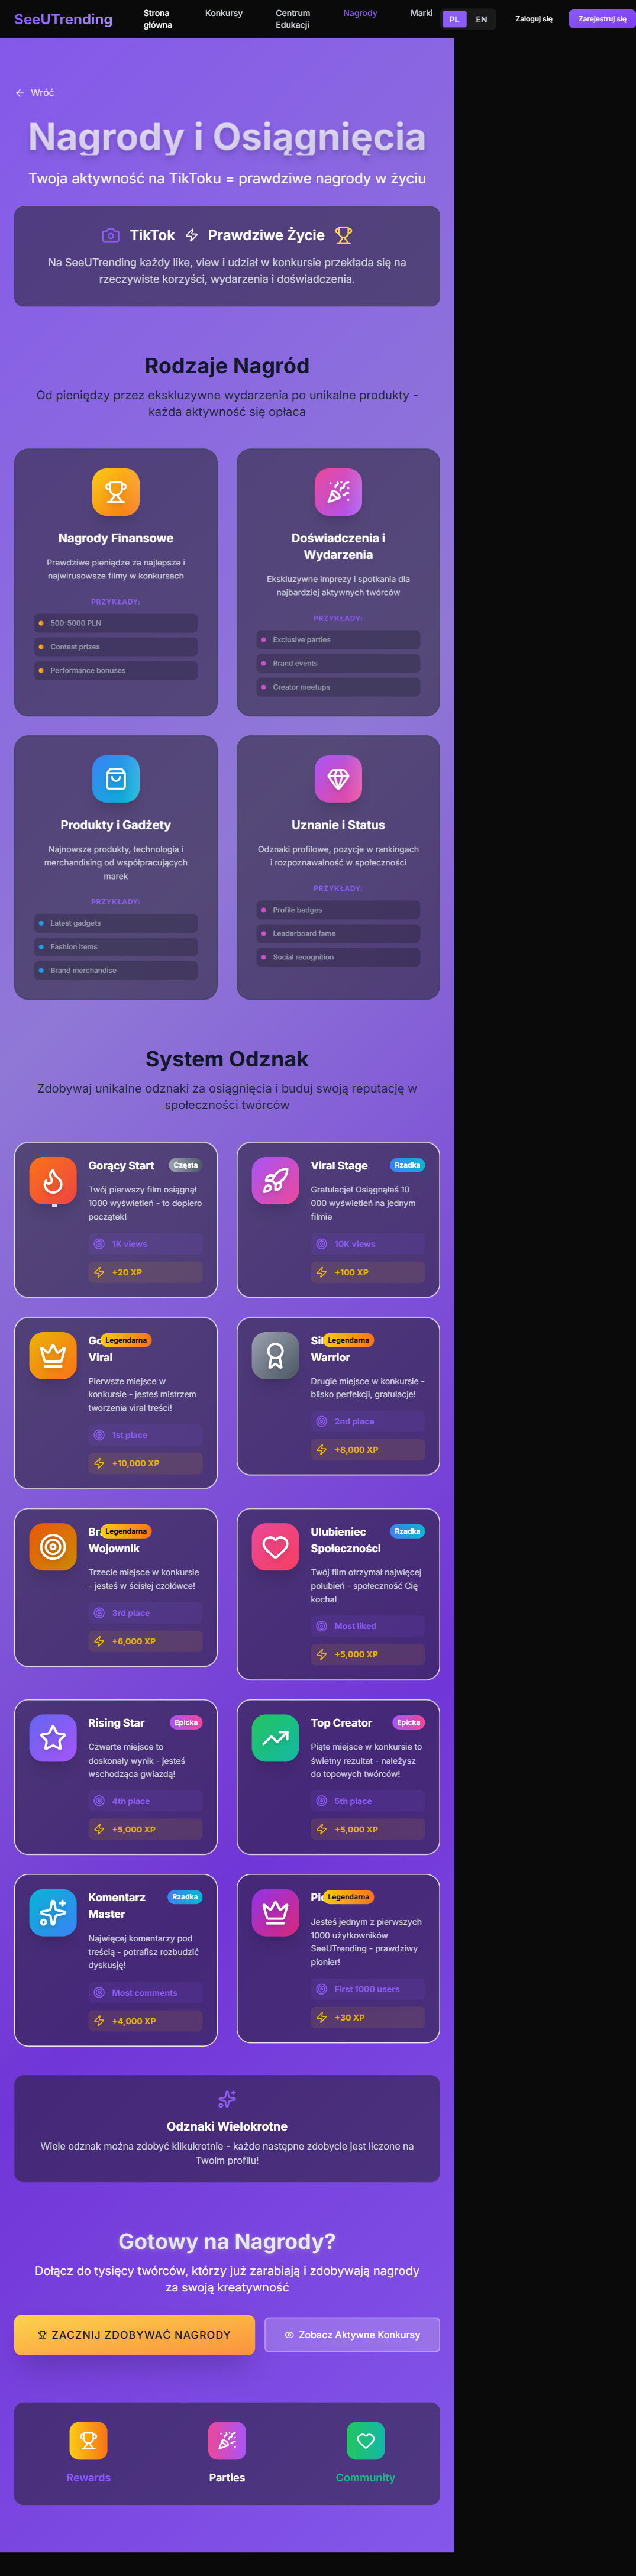 SeeUTrending
Strona
główna
Konkursy
Centrum
Edukacji
Nagrody
Marki
PL
EN
Zaloguj się
Zarejestruj się
Wróć
Nagrody i Osiągnięcia
Twoja aktywność na TikToku = prawdziwe nagrody w życiu
TikTok
Prawdziwe Życie
Na SeeUTrending każdy like, view i udział w konkursie przekłada się na
rzeczywiste korzyści, wydarzenia i doświadczenia.
Rodzaje Nagród
Od pieniędzy przez ekskluzywne wydarzenia po unikalne produkty -
każda aktywność się opłaca
Nagrody Finansowe
Prawdziwe pieniądze za najlepsze i
najwirusowsze filmy w konkursach
PRZYKŁADY:
500-5000 PLN
Contest prizes
Performance bonuses
Doświadczenia i
Wydarzenia
Ekskluzywne imprezy i spotkania dla
najbardziej aktywnych twórców
PRZYKŁADY:
Exclusive parties
Brand events
Creator meetups
Produkty i Gadżety
Najnowsze produkty, technologia i
merchandising od współpracujących
marek
PRZYKŁADY:
Latest gadgets
Fashion items
Brand merchandise
Uznanie i Status
Odznaki profilowe, pozycje w rankingach
i rozpoznawalność w społeczności
PRZYKŁADY:
Profile badges
Leaderboard fame
Social recognition
System Odznak
Zdobywaj unikalne odznaki za osiągnięcia i buduj swoją reputację w
społeczności twórców
Gorący Start
Częsta
Twój pierwszy film osiągnął
1000 wyświetleń - to dopiero
początek!
1K views
+20 XP
Viral Stage
Rzadka
Gratulacje! Osiągnąłeś 10
000 wyświetleń na jednym
filmie
10K views
+100 XP
Legendarna
Viral
Pierwsze miejsce w
konkursie - jesteś mistrzem
tworzenia viral treści!
1st place
+10,000 XP
Legendarna
Warrior
Drugie miejsce w konkursie -
blisko perfekcji, gratulacje!
2nd place
+8,000 XP
Legendarna
Wojownik
Trzecie miejsce w konkursie
- jesteś w ścisłej czołówce!
3rd place
+6,000 XP
Ulubieniec
Społeczności
Rzadka
Twój film otrzymał najwięcej
polubień - społeczność Cię
kocha!
Most liked
+5,000 XP
Rising Star
Epicka
Czwarte miejsce to
doskonały wynik - jesteś
wschodząca gwiazdą!
4th place
+5,000 XP
Top Creator
Epicka
Piąte miejsce w konkursie to
świetny rezultat - należysz
do topowych twórców!
5th place
+5,000 XP
Komentarz
Master
Rzadka
Najwięcej komentarzy pod
treścią - potrafisz rozbudzić
dyskusję!
Most comments
+4,000 XP
Legendarna
Jesteś jednym z pierwszych
1000 użytkowników
SeeUTrending - prawdziwy
pionier!
First 1000 users
+30 XP
Odznaki Wielokrotne
Wiele odznak można zdobyć kilkukrotnie - każde następne zdobycie jest liczone na
Twoim profilu!
Gotowy na Nagrody?
Dołącz do tysięcy twórców, którzy już zarabiają i zdobywają nagrody
za swoją kreatywność
ZACZNIJ ZDOBYWAĆ NAGRODY
Zobacz Aktywne Konkursy
Rewards
Parties
Community